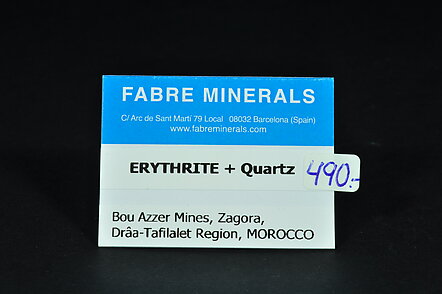 FABRE MINERALS
C/ Arc de Sant Martí 79 Local 08032 Barcelona (Spain)
www.fabreminerals.com
ERYTHRITE + Quartz 490.-
Bou Azzer Mines, Zagora,
Drâa-Tafilalet Region, MOROCCO